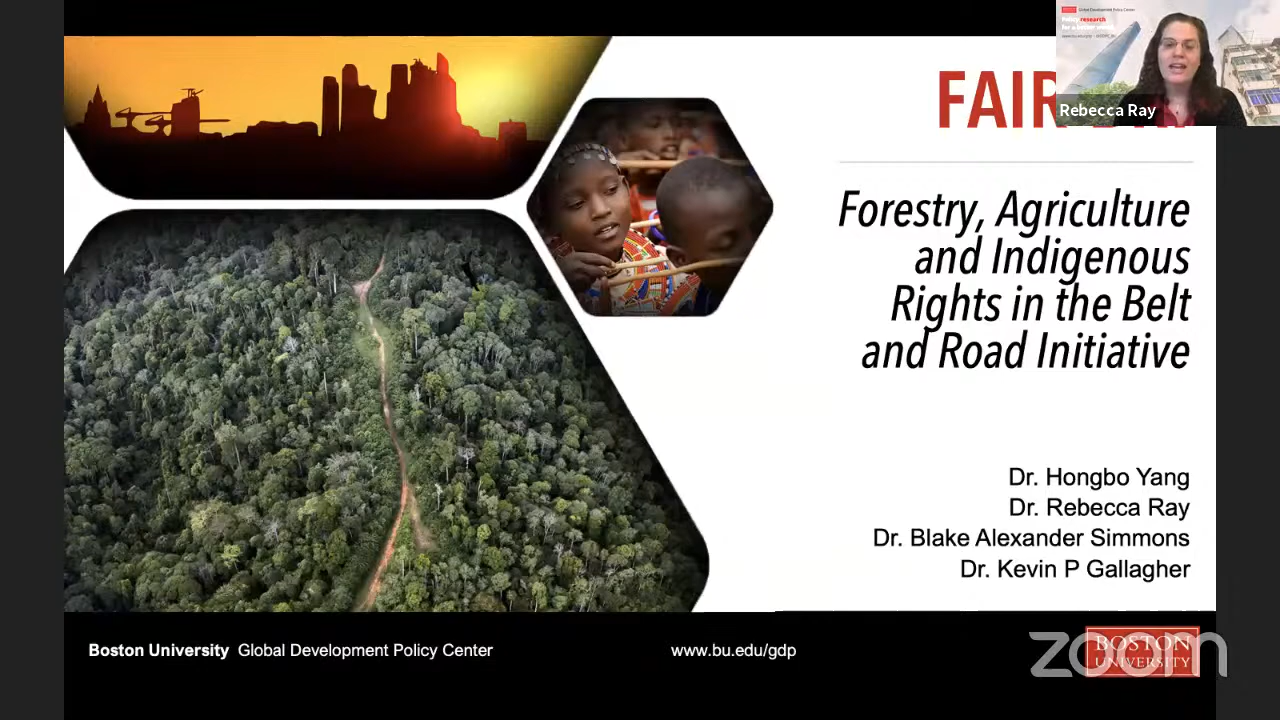 Policy research
Rebecca Ray
FAIR
Forestry, Agriculture
and Indigenous
Rights in the Belt
and Road Initiative
Dr. Hongbo Yang
Dr. Rebecca Ray
Dr. Blake Alexander Simmons
Dr. Kevin P Gallagher
Boston University Global Development Policy Center
www.bu.edu/gdp
BOSTON
UNIVERSITY
zoom